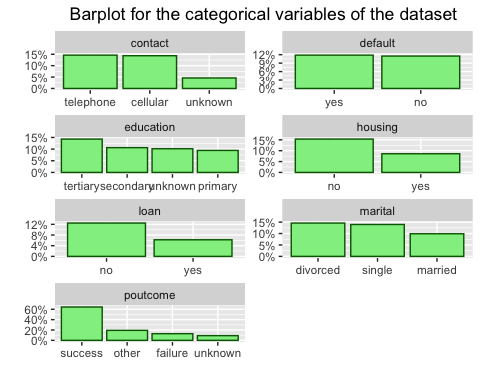 Barplot for the categorical variables of the dataset
contact
15%
10%
5%
0%
telephone cellular unknown
default
12%
9%
6%
3%
0%
yes no
education
15%
10%
5%
0%
tertiary secondary unknown primary
housing
15%
10%
5%
0%
no yes
loan
12%
8%
4%
0%
no yes
marital
15%
10%
5%
0%
divorced single married
poutcome
60%
40%
20%
0%
success other failure unknown